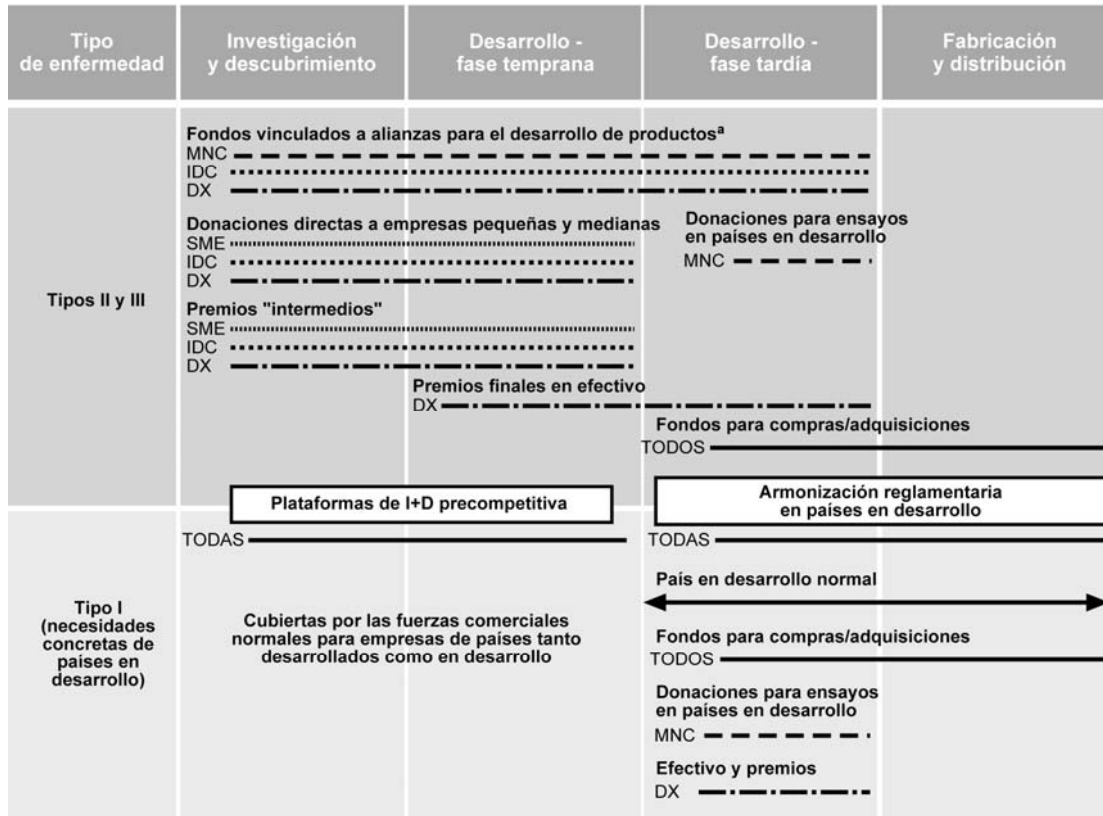 Tipo
de enfermedad
Investigación
y descubrimiento
Desarrollo -
fase temprana
Desarrollo -
fase tardía
Fabricación
y distribución
Tipos II y III
Fondos vinculados a alianzas para el desarrollo de productosª
MNC
IDC
DX
Donaciones directas a empresas pequeñas y medianas
SME
IDC
DX
Donaciones para ensayos
en países en desarrollo
MNC
Premios "intermedios"
SME
IDC
DX
Premios finales en efectivo
DX
Fondos para compras/adquisiciones
TODOS
Plataformas de I+D precompetitiva
TODAS
Armonización reglamentaria
en países en desarrollo
TODAS
Tipo I
(necesidades
concretas de
países en
desarrollo)
Cubiertas por las fuerzas comerciales
normales para empresas de países tanto
desarrollados como en desarrollo
País en desarrollo normal
Fondos para compras/adquisiciones
TODOS
Donaciones para ensayos
en países en desarrollo
MNC
Efectivo y premios
DX